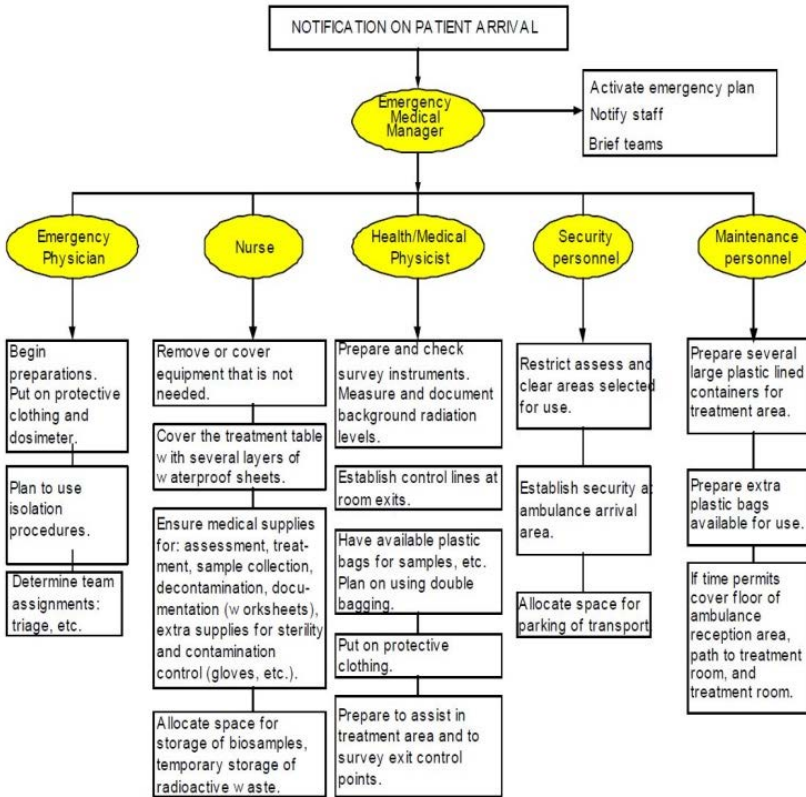 NOTIFICATION ON PATIENT ARRIVAL
Emergency
Medical
Manager
Activate emergency plan
Notify staff
Brief teams
Emergency
Physician
Nurse
Health/Medical
Physicist
Security
personnel
Maintenance
personnel
Begin
preparations.
Put on protective
clothing and
dosimeter.
Plan to use
isolation
procedures.
Determine team
assignments:
triage, etc.
Remove or cover
equipment that is not
needed.
Cover the treatment table
with several layers of
waterproof sheets.
Ensure medical supplies
for: assessment, treat-
ment, sample collection,
decontamination, docu-
mentation (worksheets),
extra supplies for sterility
and contamination
control (gloves, etc.).
Allocate space for
storage of biosamples,
temporary storage of
radioactive waste.
Prepare and check
survey instruments.
Measure and document
background radiation
levels.
Establish control lines at
room exits.
Have available plastic
bags for samples, etc.
Plan on using double
bagging.
Put on protective
clothing.
Prepare to assist in
treatment area and to
survey exit control
points.
Restrict assess and
clear areas selected
for use.
Establish security at
ambulance arrival
area.
Allocate space for
parking of transport
Prepare several
large plastic lined
containers for
treatment area.
Prepare extra
plastic bags
available for use.
If time permits
cover floor of
ambulance
reception area,
path to treatment
room, and
treatment room.